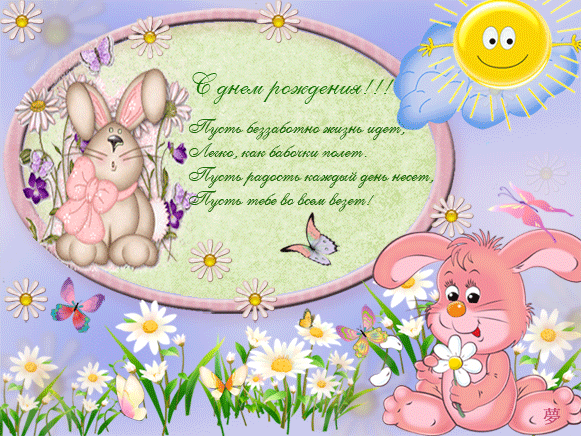 С днем рождения!!!
Пусть беззаботно жизнь идет,
Легко, как бабочки полет.
Пусть радость каждый день несет,
Пусть тебе во всем везет!
夢